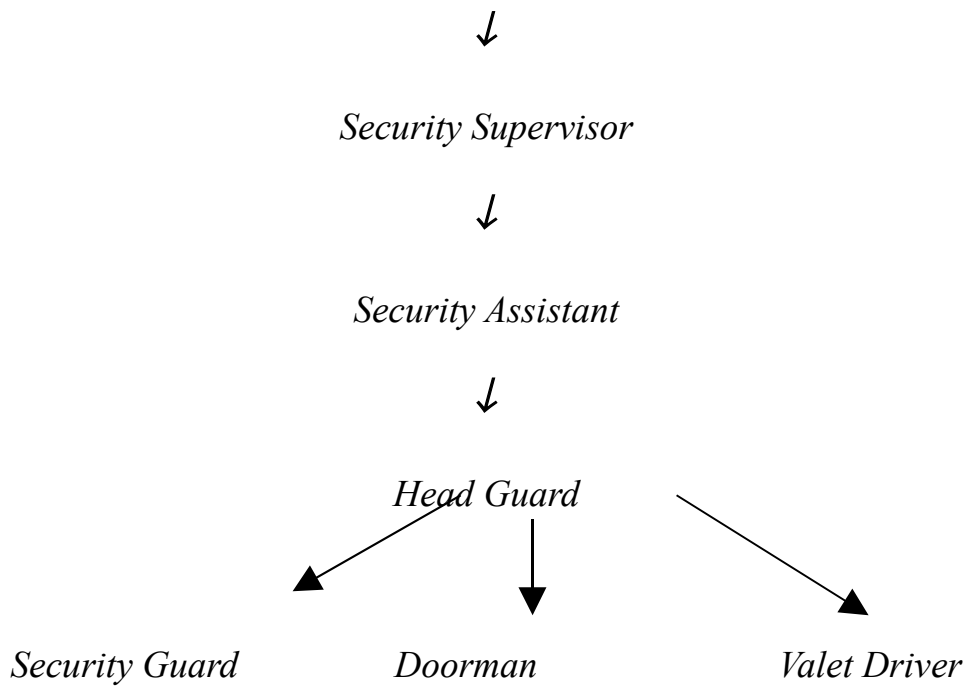 ↓
Security Supervisor
↓
Security Assistant
↓
Head Guard
Security Guard Doorman Valet Driver